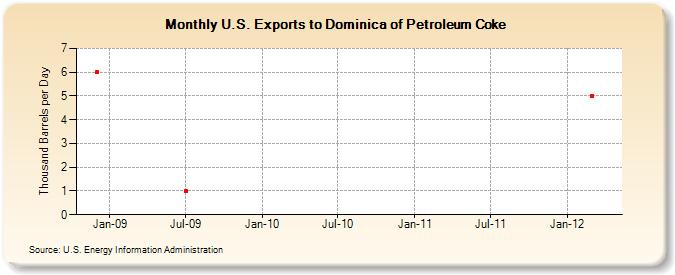 Monthly U.S. Exports to Dominica of Petroleum Coke
Thousand Barrels per Day
7
6
5
4
3
2
1
0
Jan-09 Jul-09 Jan-10 Jul-10 Jan-11 Jul-11 Jan-12
Source: U.S. Energy Information Administration